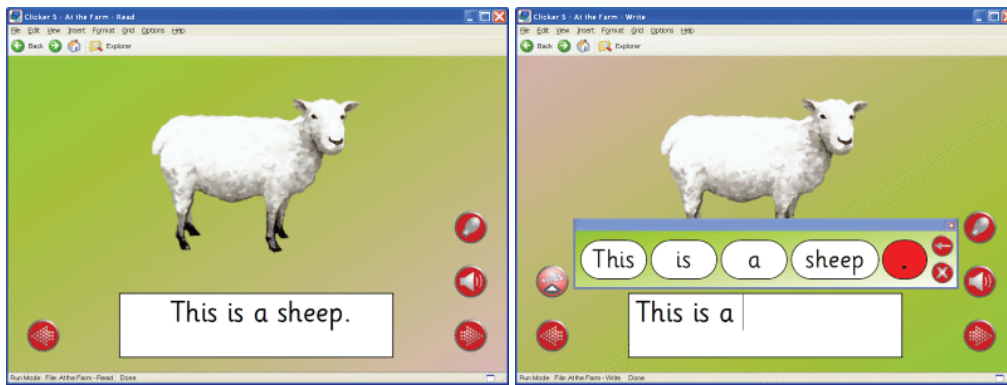 Clicker 5 - At the Farm - Read
File Edit View Insert Format Grid Options Help
Back Explorer
This is a sheep.
Run Mode File: At the Farm - Read Done
Clicker 5 - At the Farm - Write
File Edit View Insert Format Grid Options Help
Back Explorer
This is a sheep .
This is a
Run Mode File: At the Farm - Write Done